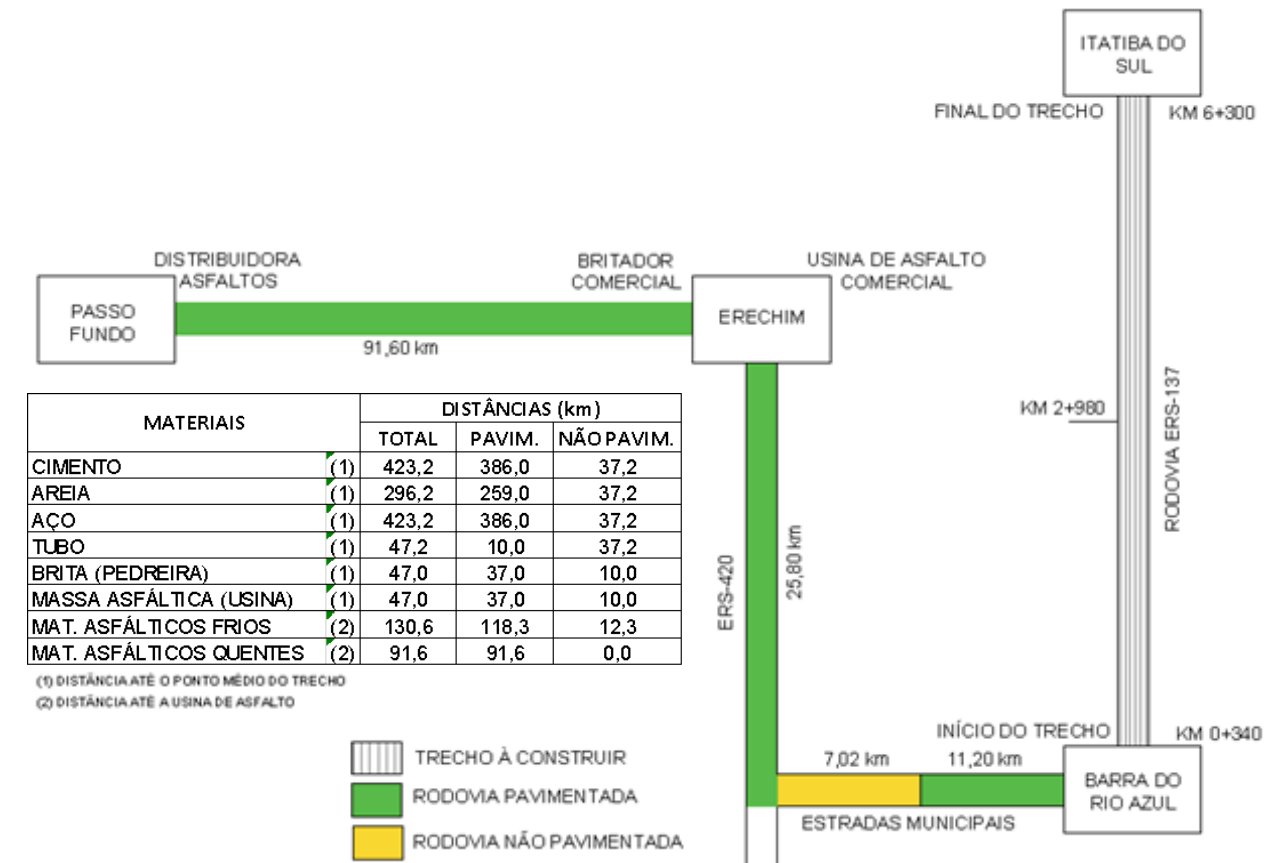 ITATIBA DO
SUL
FINAL DO TRECHO
KM 6+300
DISTRIBUIDORA
ASFALTOS
BRITADOR
COMERCIAL
USINA DE ASFALTO
COMERCIAL
PASSO
FUNDO
ERECHIM
91,60 km
KM 2+980
RODOVIA ERS-137
MATERIAIS DISTÂNCIAS (km)
TOTAL PAVIM. NÃO PAVIM.
CIMENTO (1) 423,2 386,0 37,2
AREIA (1) 296,2 259,0 37,2
AÇO (1) 423,2 386,0 37,2
TUBO (1) 47,2 10,0 37,2
BRITA (PEDREIRA) (1) 47,0 37,0 10,0
MASSA ASFÁLTICA (USINA) (1) 47,0 37,0 10,0
MAT. ASFÁLTICOS FRIOS (2) 130,6 118,3 12,3
MAT. ASFÁLTICOS QUENTES (2) 91,6 91,6 0,0
(1) DISTÂNCIA ATÉ O PONTO MÉDIO DO TRECHO
(2) DISTÂNCIA ATÉ A USINA DE ASFALTO
ERS-420
25,80 km
INÍCIO DO TRECHO
KM 0+340
7,02 km
11,20 km
BARRA DO
RIO AZUL
ESTRADAS MUNICIPAIS
TRECHO À CONSTRUIR
RODOVIA PAVIMENTADA
RODOVIA NÃO PAVIMENTADA